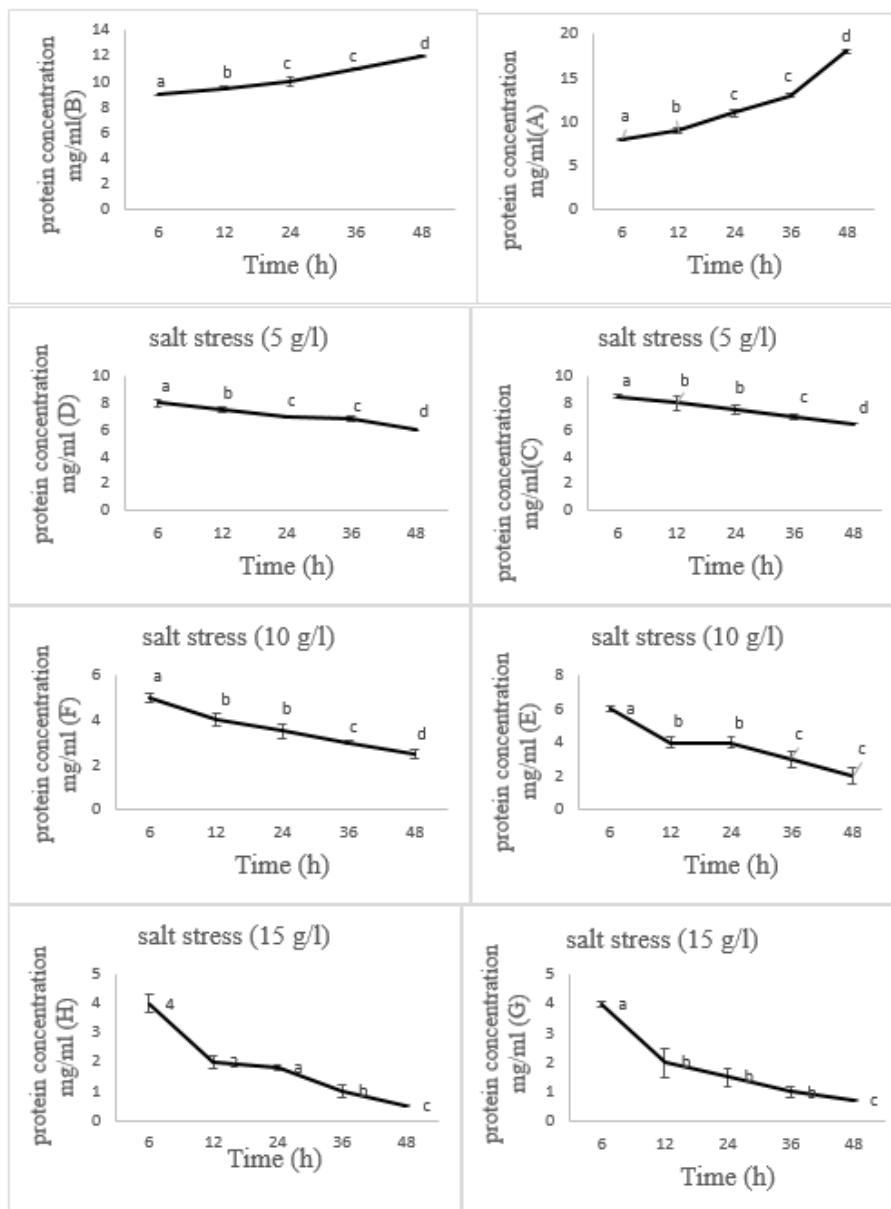 protein concentration
mg/ml(B)
14
12
10
8
6
4
2
0
a
b
c
c
d
6 12 24 36 48
Time (h)
protein concentration
mg/ml(A)
20
15
10
5
0
a
b
c
c
d
6 12 24 36 48
Time (h)
salt stress (5 g/l)
protein concentration
mg/ml (D)
10
8
6
4
2
0
a
b
c
c
d
6 12 24 36 48
Time (h)
salt stress (5 g/l)
protein concentration
mg/ml(C)
10
8
6
4
2
0
a
b
b
c
d
6 12 24 36 48
Time (h)
salt stress (10 g/l)
protein concentration
mg/ml (F)
6
4
2
0
a
b
b
c
d
6 12 24 36 48
Time (h)
salt stress (10 g/l)
protein concentration
mg/ml (E)
8
6
4
2
0
a
b
b
c
c
6 12 24 36 48
Time (h)
salt stress (15 g/l)
protein concentration
mg/ml (H)
5
4
3
2
1
0
4
a
b
c
6 12 24 36 48
Time (h)
salt stress (15 g/l)
protein concentration
mg/ml (G)
5
4
3
2
1
0
a
b
b
b
c
6 12 24 36 48
Time (h)